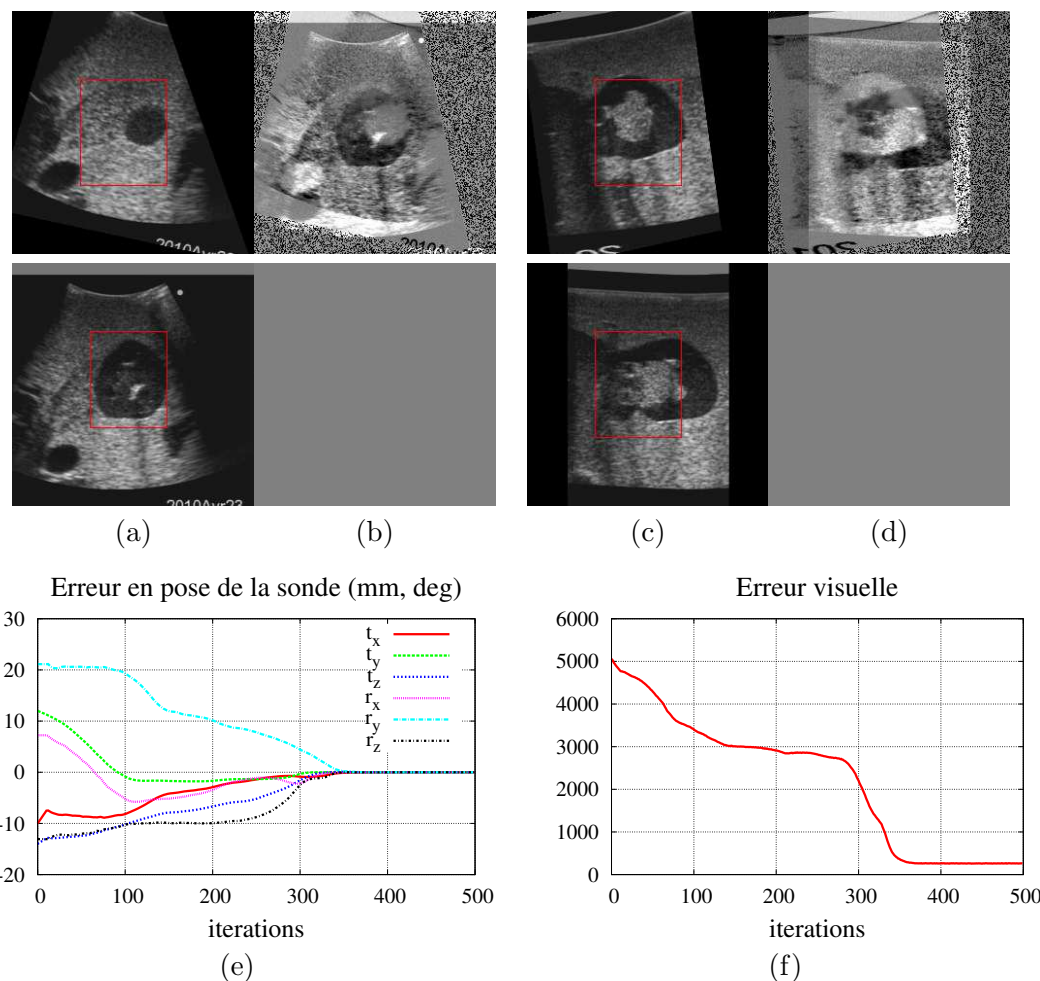 2010Avr23
2010Avr23
(a) (b) (c) (d)
Erreur en pose de la sonde (mm, deg)
30
20
10
0
-10
-20
t_x
t_y
t_z
r_x
r_y
r_z
0 100 200 300 400 500
iterations
(e)
Erreur visuelle
6000
5000
4000
3000
2000
1000
0
0 100 200 300 400 500
iterations
(f)